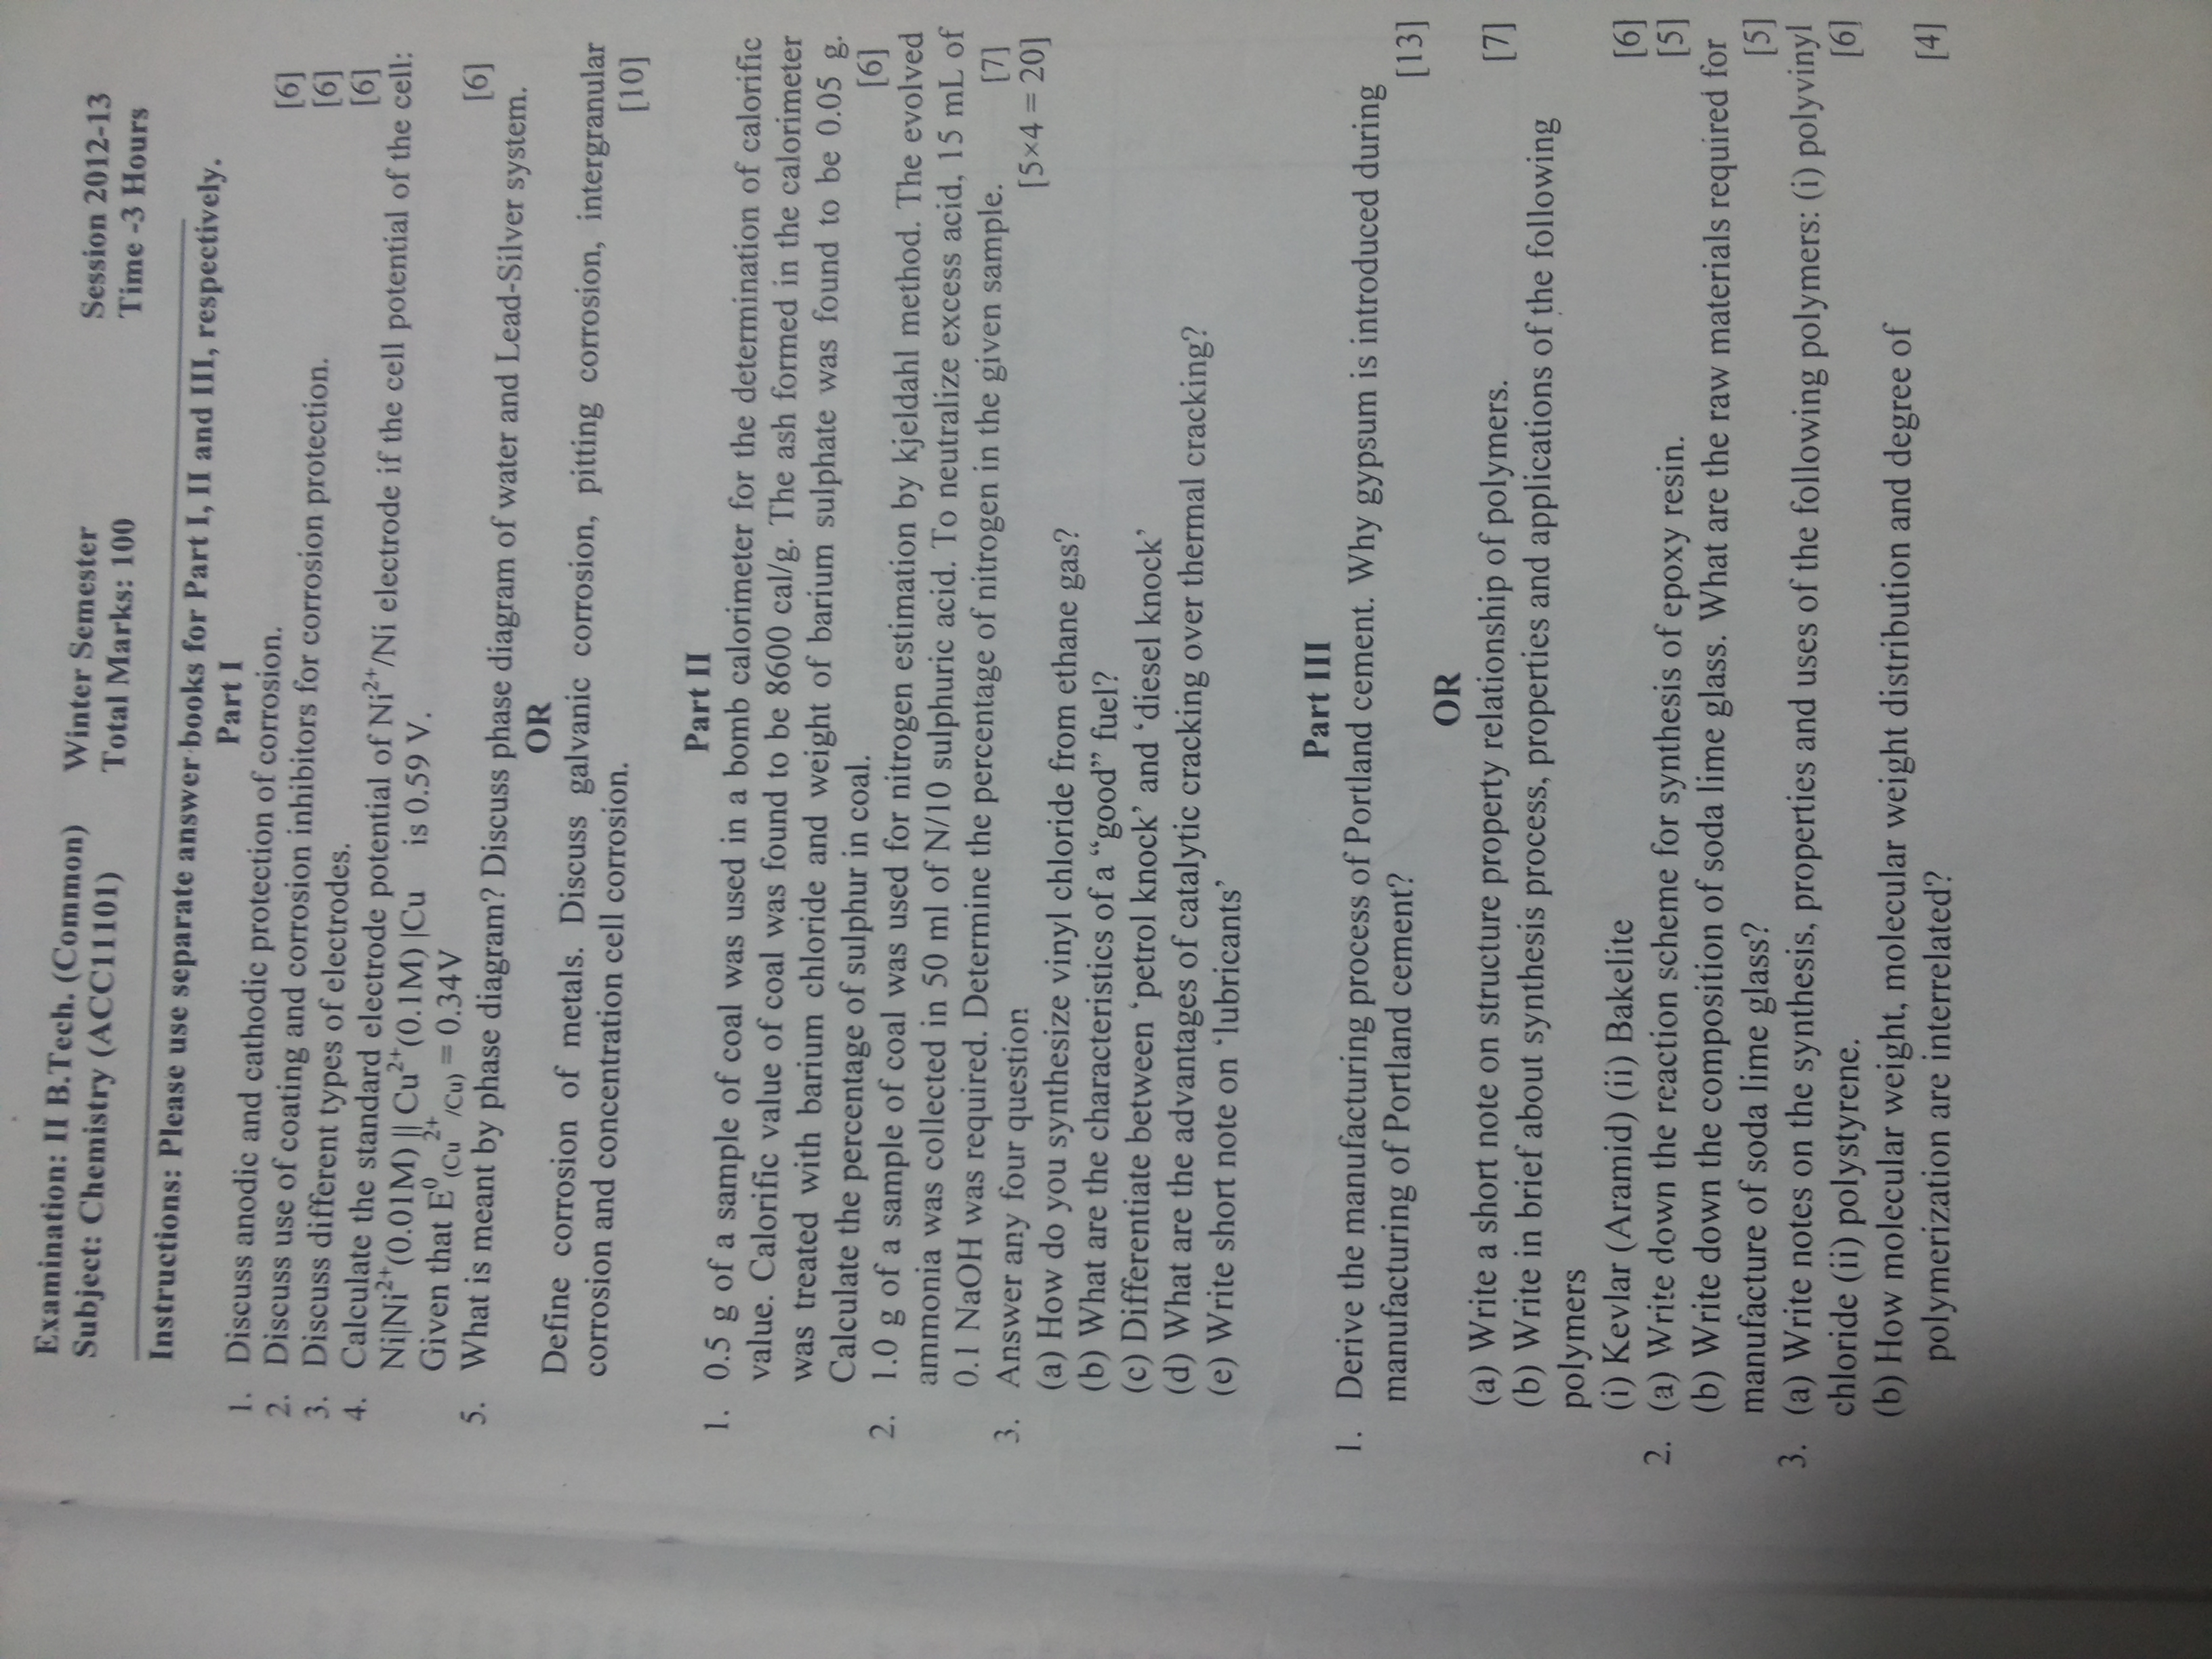 Examination: II B.Tech. (Common) Winter Semester Session 2012-13
Subject: Chemistry (ACC11101) Total Marks: 100 Time -3 Hours
Instructions: Please use separate answer books for Part I, II and III, respectively.
Part I
1. Discuss anodic and cathodic protection of corrosion. [6]
2. Discuss use of coating and corrosion inhibitors for corrosion protection. [6]
3. Discuss different types of electrodes. [6]
4. Calculate the standard electrode potential of Ni²⁺/Ni electrode if the cell potential of the cell:
Ni|Ni²⁺(0.01M) || Cu²⁺(0.1M) |Cu is 0.59 V.
Given that E⁰(Cu²⁺/Cu) = 0.34V [6]
5. What is meant by phase diagram? Discuss phase diagram of water and Lead-Silver system.
OR
Define corrosion of metals. Discuss galvanic corrosion, pitting corrosion, intergranular
corrosion and concentration cell corrosion. [10]
Part II
1. 0.5 g of a sample of coal was used in a bomb calorimeter for the determination of calorific
value. Calorific value of coal was found to be 8600 cal/g. The ash formed in the calorimeter
was treated with barium chloride and weight of barium sulphate was found to be 0.05 g.
Calculate the percentage of sulphur in coal. [6]
2. 1.0 g of a sample of coal was used for nitrogen estimation by kjeldahl method. The evolved
ammonia was collected in 50 ml of N/10 sulphuric acid. To neutralize excess acid, 15 mL of
0.1 NaOH was required. Determine the percentage of nitrogen in the given sample. [7]
3. Answer any four question [5×4 = 20]
(a) How do you synthesize vinyl chloride from ethane gas?
(b) What are the characteristics of a “good” fuel?
(c) Differentiate between ‘petrol knock’ and ‘diesel knock’
(d) What are the advantages of catalytic cracking over thermal cracking?
(e) Write short note on ‘lubricants’
Part III
1. Derive the manufacturing process of Portland cement. Why gypsum is introduced during
manufacturing of Portland cement? [13]
OR
(a) Write a short note on structure property relationship of polymers. [7]
(b) Write in brief about synthesis process, properties and applications of the following
polymers
(i) Kevlar (Aramid) (ii) Bakelite [6]
2. (a) Write down the reaction scheme for synthesis of epoxy resin. [5]
(b) Write down the composition of soda lime glass. What are the raw materials required for
manufacture of soda lime glass? [5]
3. (a) Write notes on the synthesis, properties and uses of the following polymers: (i) polyvinyl
chloride (ii) polystyrene. [6]
(b) How molecular weight, molecular weight distribution and degree of
polymerization are interrelated? [4]